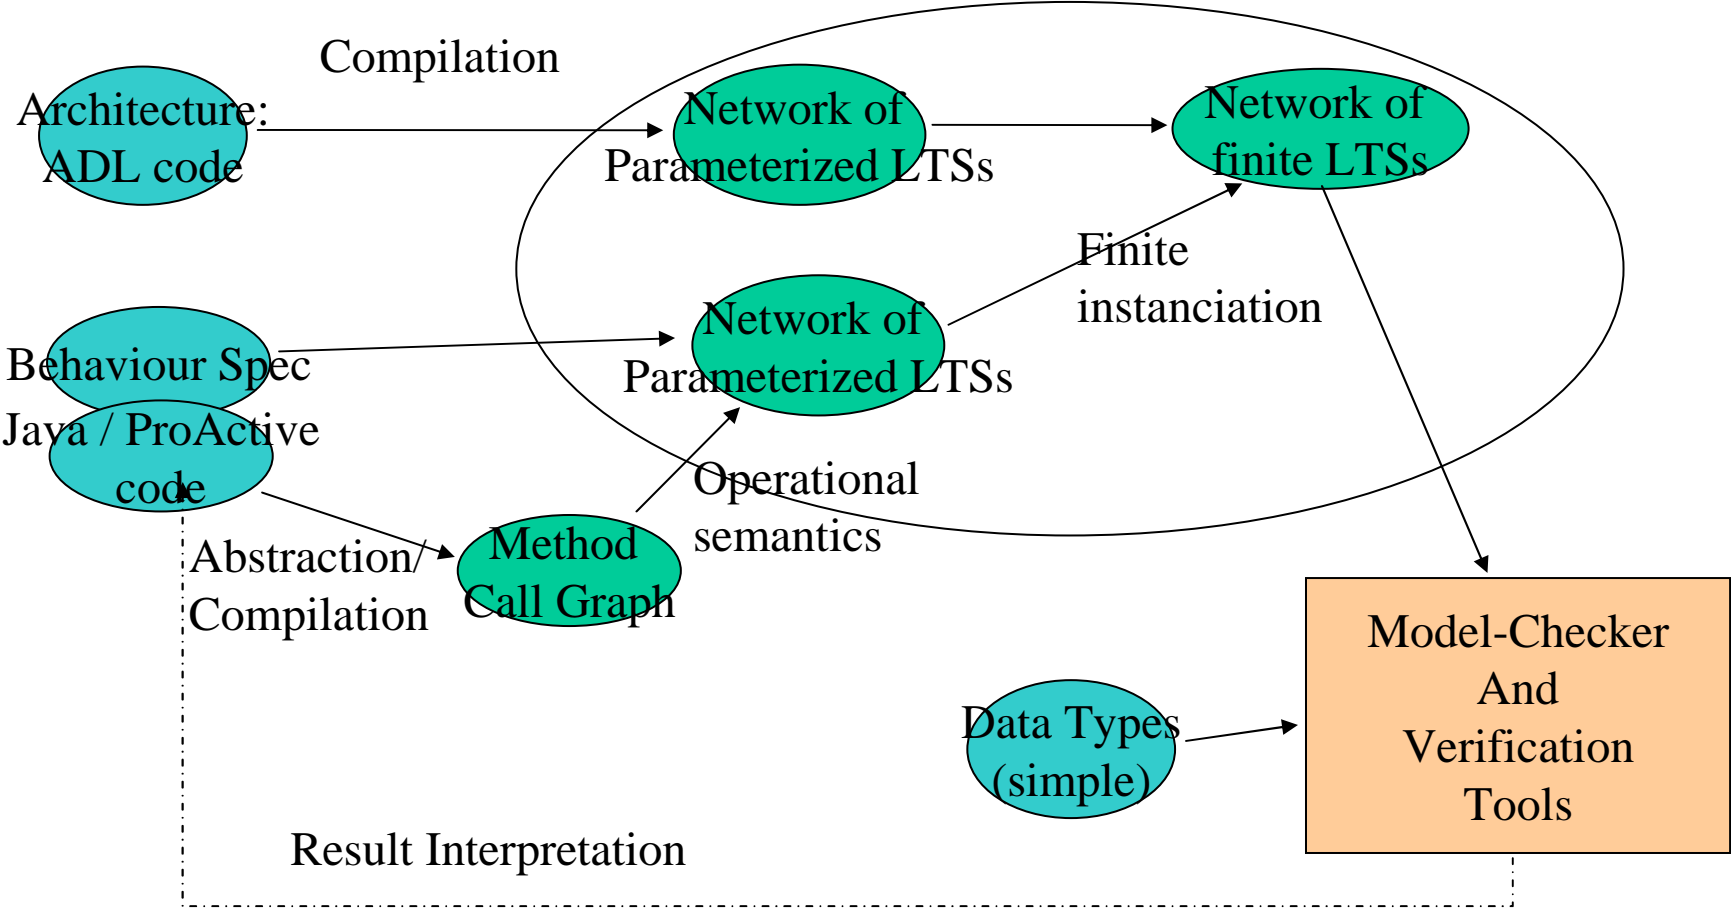 Compilation
Architecture:
ADL code
Network of
Parameterized LTSs
Network of
finite LTSs
Finite
instanciation
Behaviour Spec
Network of
Parameterized LTSs
Java / ProActive
code
Operational
semantics
Abstraction/
Compilation
Method
Call Graph
Model-Checker
And
Verification
Tools
Data Types
(simple)
Result Interpretation